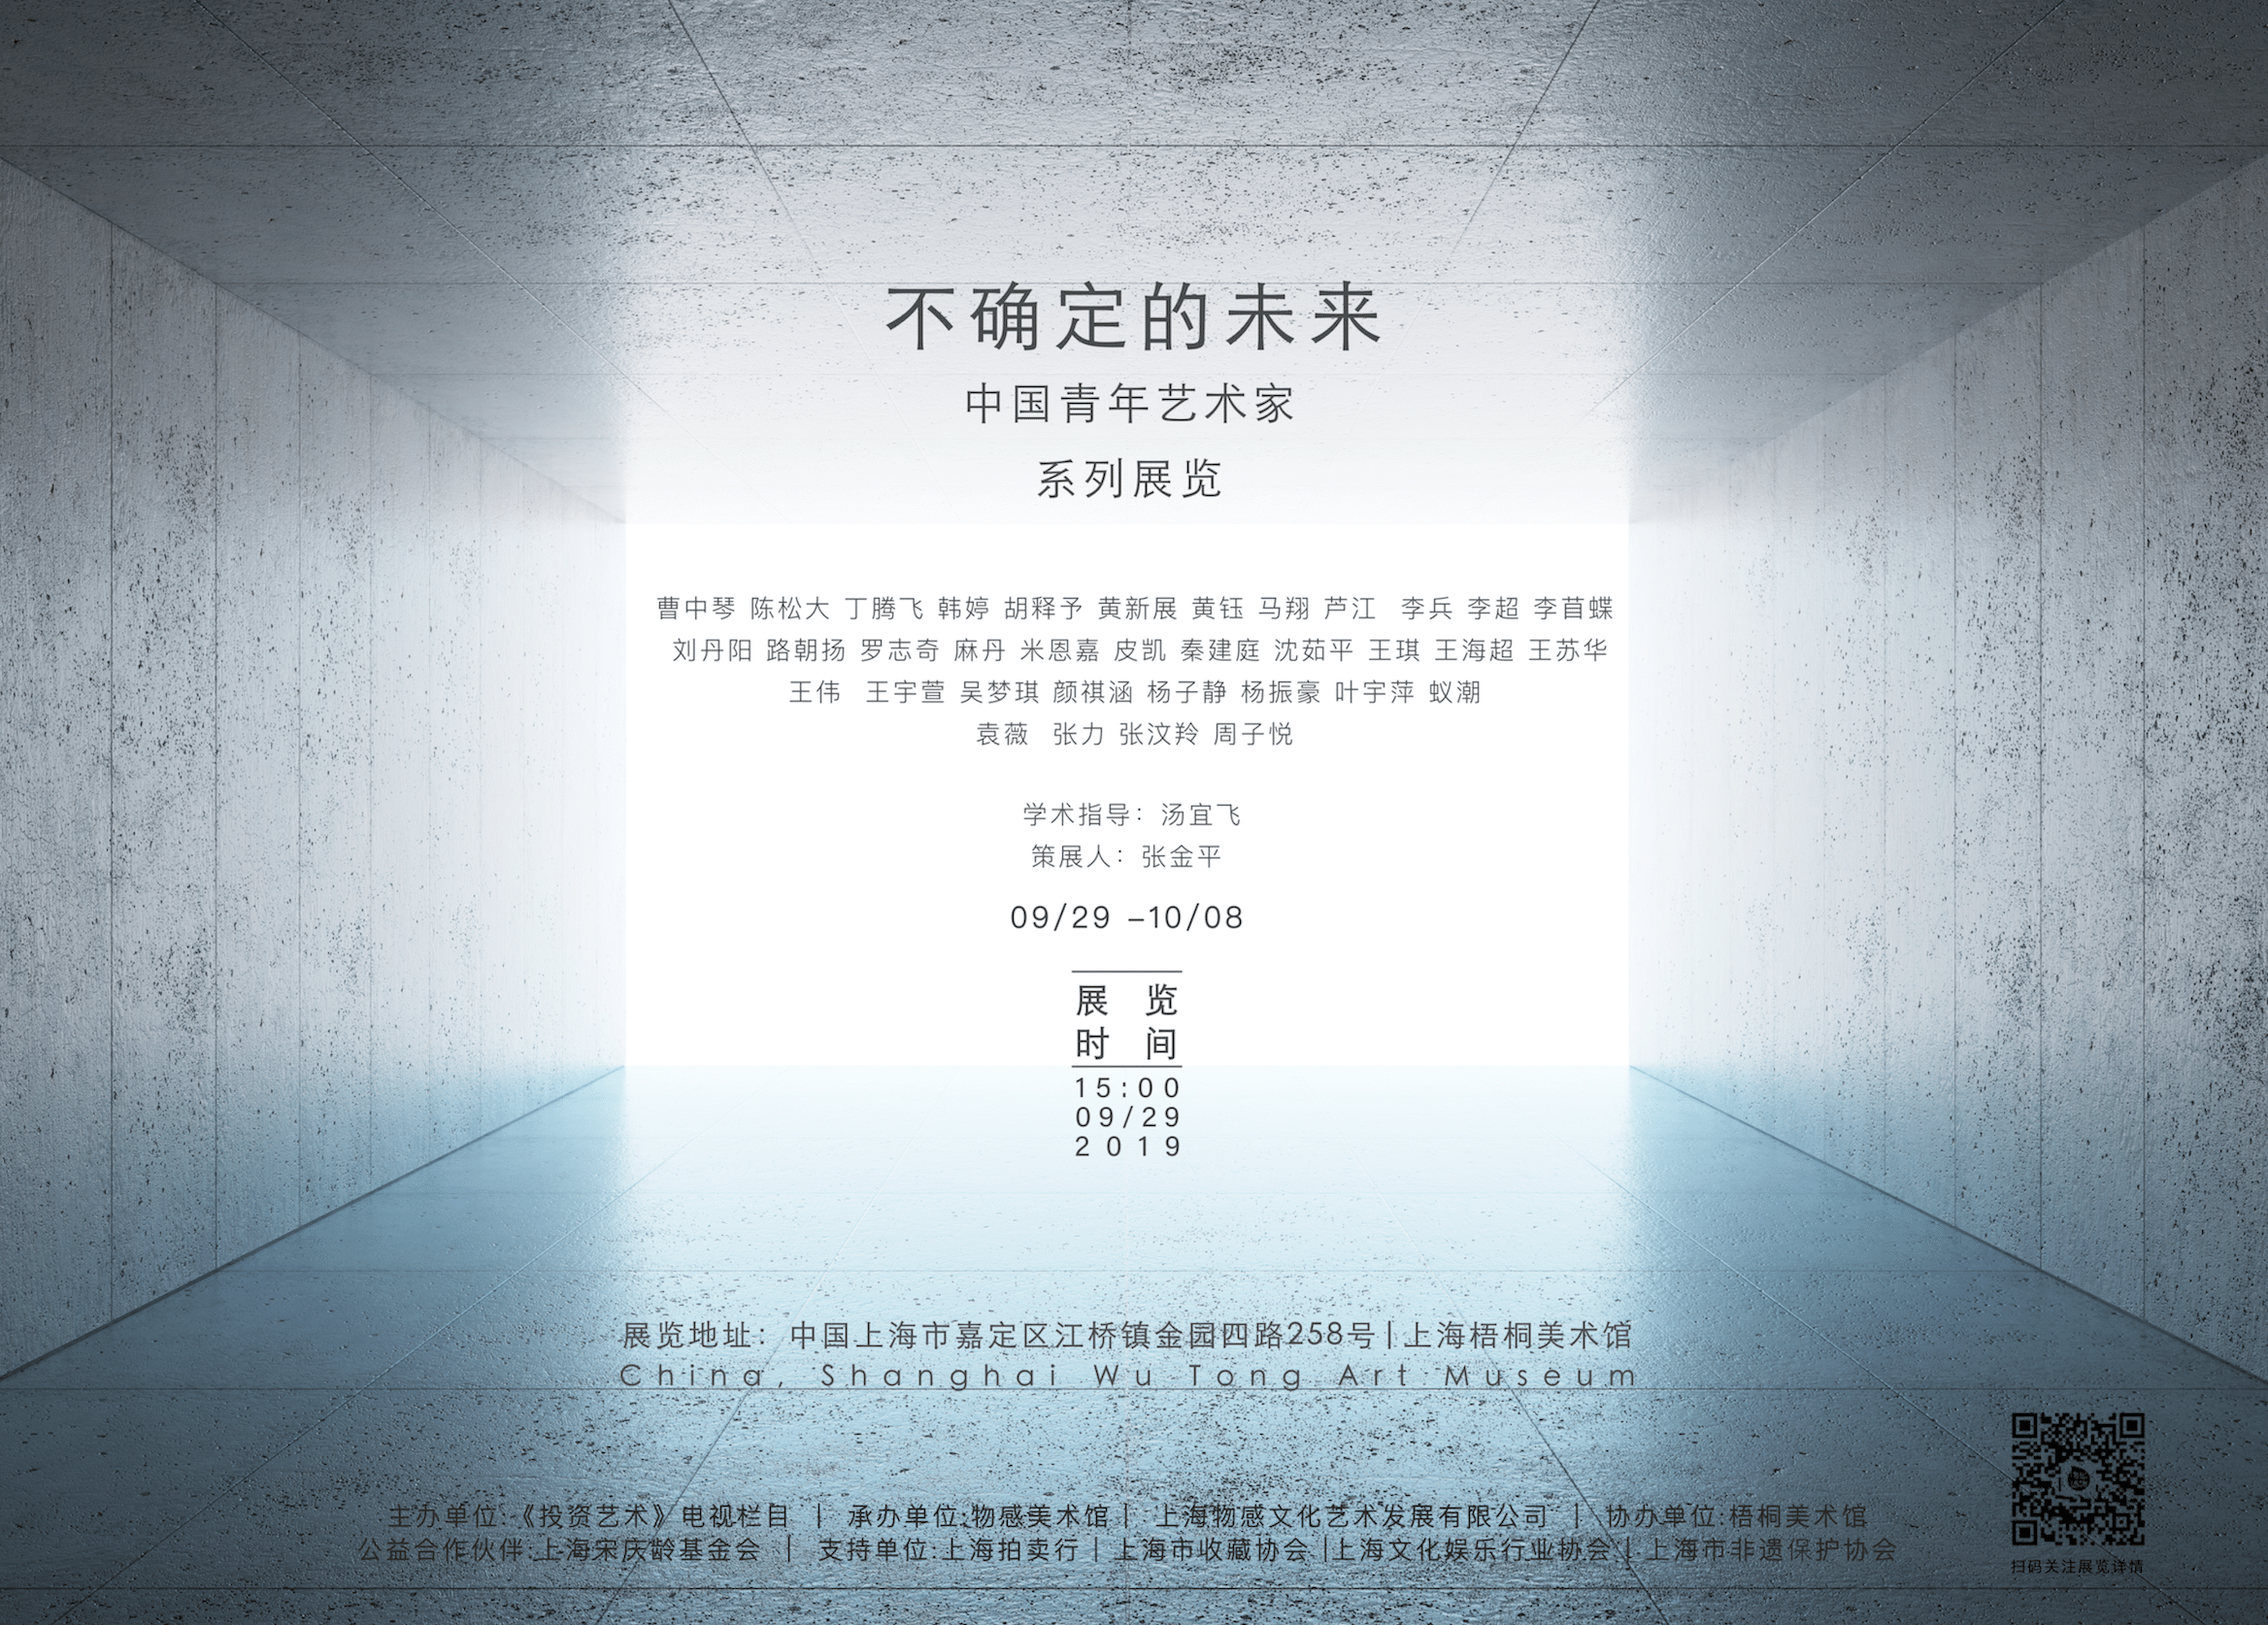 不确定的未来
中国青年艺术家
系列展览
曹中琴 陈松大 丁腾飞 韩婷 胡释予 黄新展 黄钰 马翔 芦江 李兵 李超 李苜蝶
刘丹阳 路朝扬 罗志奇 麻丹 米恩嘉 皮凯 秦建庭 沈茹平 王琪 王海超 王苏华
王伟 王宇萱 吴梦琪 颜祺涵 杨子静 杨振豪 叶宇萍 蚁潮
袁薇 张力 张汶羚 周子悦
学术指导：汤宜飞
策展人：张金平
09/29 –10/08
展 览
时 间
15:00
09/29
2019
展览地址：中国上海市嘉定区江桥镇金园四路258号|上海梧桐美术馆
China, Shanghai Wu Tong Art Museum
主办单位:《投资艺术》电视栏目 | 承办单位:物感美术馆 | 上海物感文化艺术发展有限公司 | 协办单位:梧桐美术馆
公益合作伙伴:上海宋庆龄基金会 | 支持单位:上海拍卖行 | 上海市收藏协会 |上海文化娱乐行业协会 | 上海市非遗保护协会
扫码关注展览详情